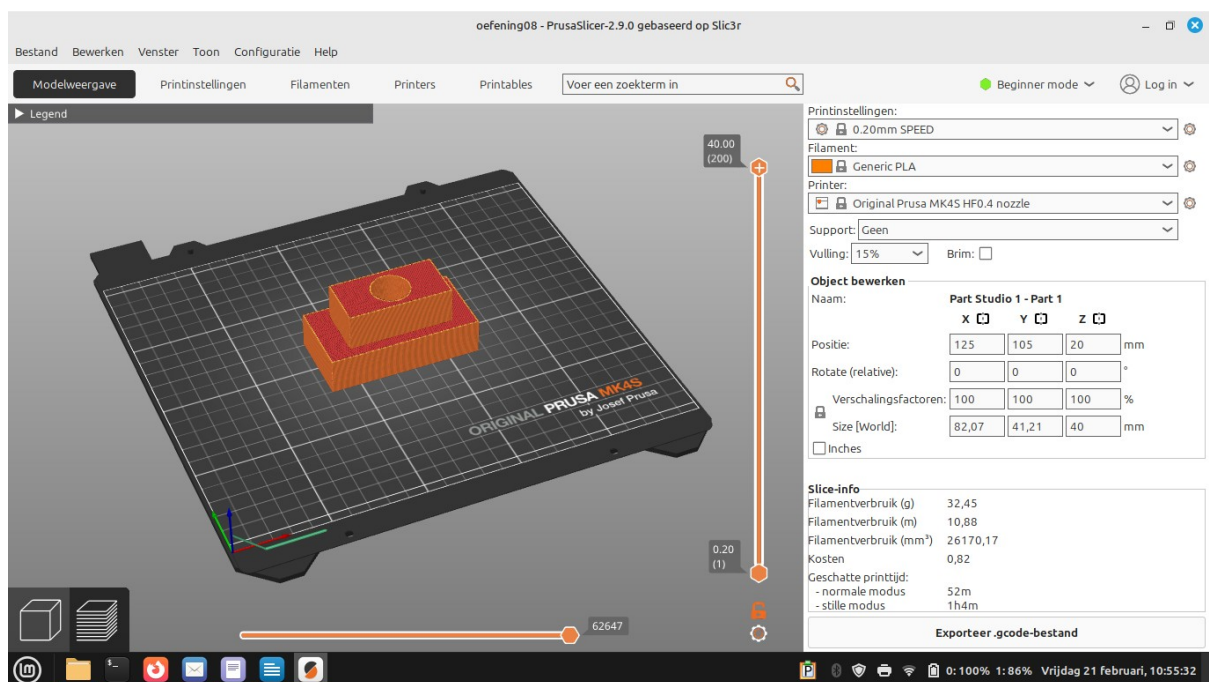 oefening08 - PrusaSlicer-2.9.0 gebaseerd op Slic3r
Bestand Bewerken Venster Toon Configuratie Help
Modelweergave Printinstellingen Filamenten Printers Printables Voer een zoekterm in Beginner mode Log in
Legend
Printinstellingen:
0.20mm SPEED
Filament:
Generic PLA
Printer:
Original Prusa MK4S HF0.4 nozzle
Support: Geen
Vulling: 15% Brim:
Object bewerken
Naam: Part Studio 1 - Part 1
X Y Z
Positie: 125 105 20 mm
Rotate (relative): 0 0 0 °
Verschalingsfactoren: 100 100 100 %
Size [World]: 82,07 41,21 40 mm
Inches
Slice-info
Filamentverbruik (g) 32,45
Filamentverbruik (m) 10,88
Filamentverbruik (mm³) 26170,17
Kosten 0,82
Geschatte printtijd:
- normale modus 52m
- stille modus 1h4m
Exporteer .gcode-bestand
40.00
(200)
ORIGINAL PRUSA MK4S
by Josef Prusa
0.20
(1)
62647
0: 100% 1: 86% Vrijdag 21 februari, 10:55:32